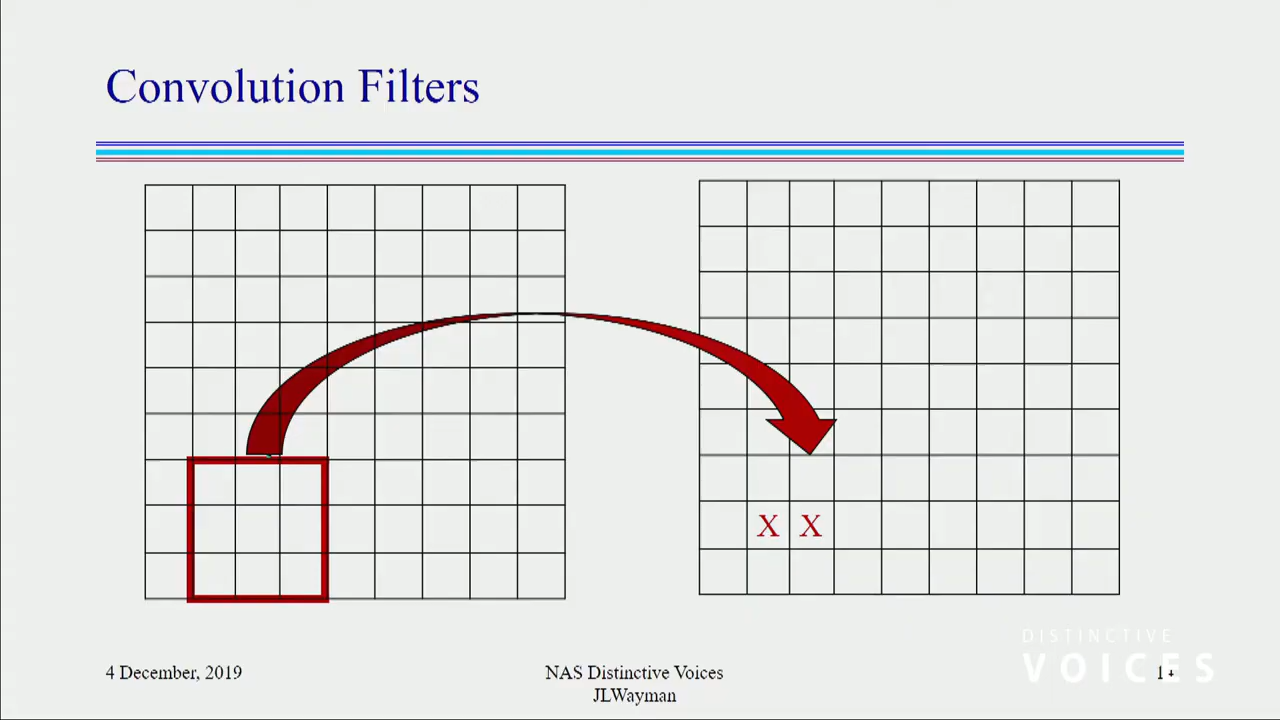 Convolution Filters
X X
DISTINCTIVE
VOICES
4 December, 2019
NAS Distinctive Voices
JLWayman